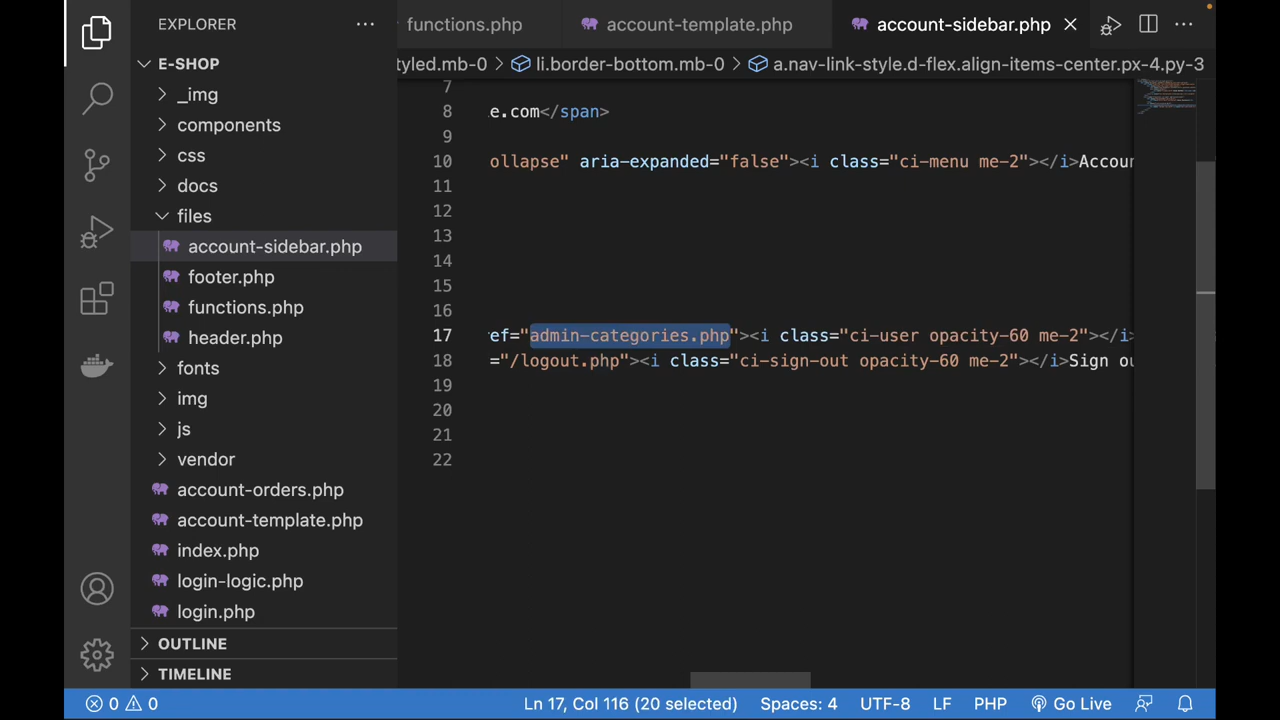 EXPLORER
E-SHOP
_img
components
css
docs
files
account-sidebar.php
footer.php
functions.php
header.php
fonts
img
js
vendor
account-orders.php
account-template.php
index.php
login-logic.php
login.php
OUTLINE
TIMELINE
functions.php account-template.php account-sidebar.php
tyled.mb-0 > li.border-bottom.mb-0 > a.nav-link-style.d-flex.align-items-center.px-4.py-3
7
8 e.com</span>
9
10 ollapse" aria-expanded="false"><i class="ci-menu me-2"></i>Accoun
11
12
13
14
15
16
17 ref="admin-categories.php"><i class="ci-user opacity-60 me-2"></i>
18 ="/logout.php"><i class="ci-sign-out opacity-60 me-2"></i>Sign ou
19
20
21
22
0 0 Ln 17, Col 116 (20 selected) Spaces: 4 UTF-8 LF PHP Go Live